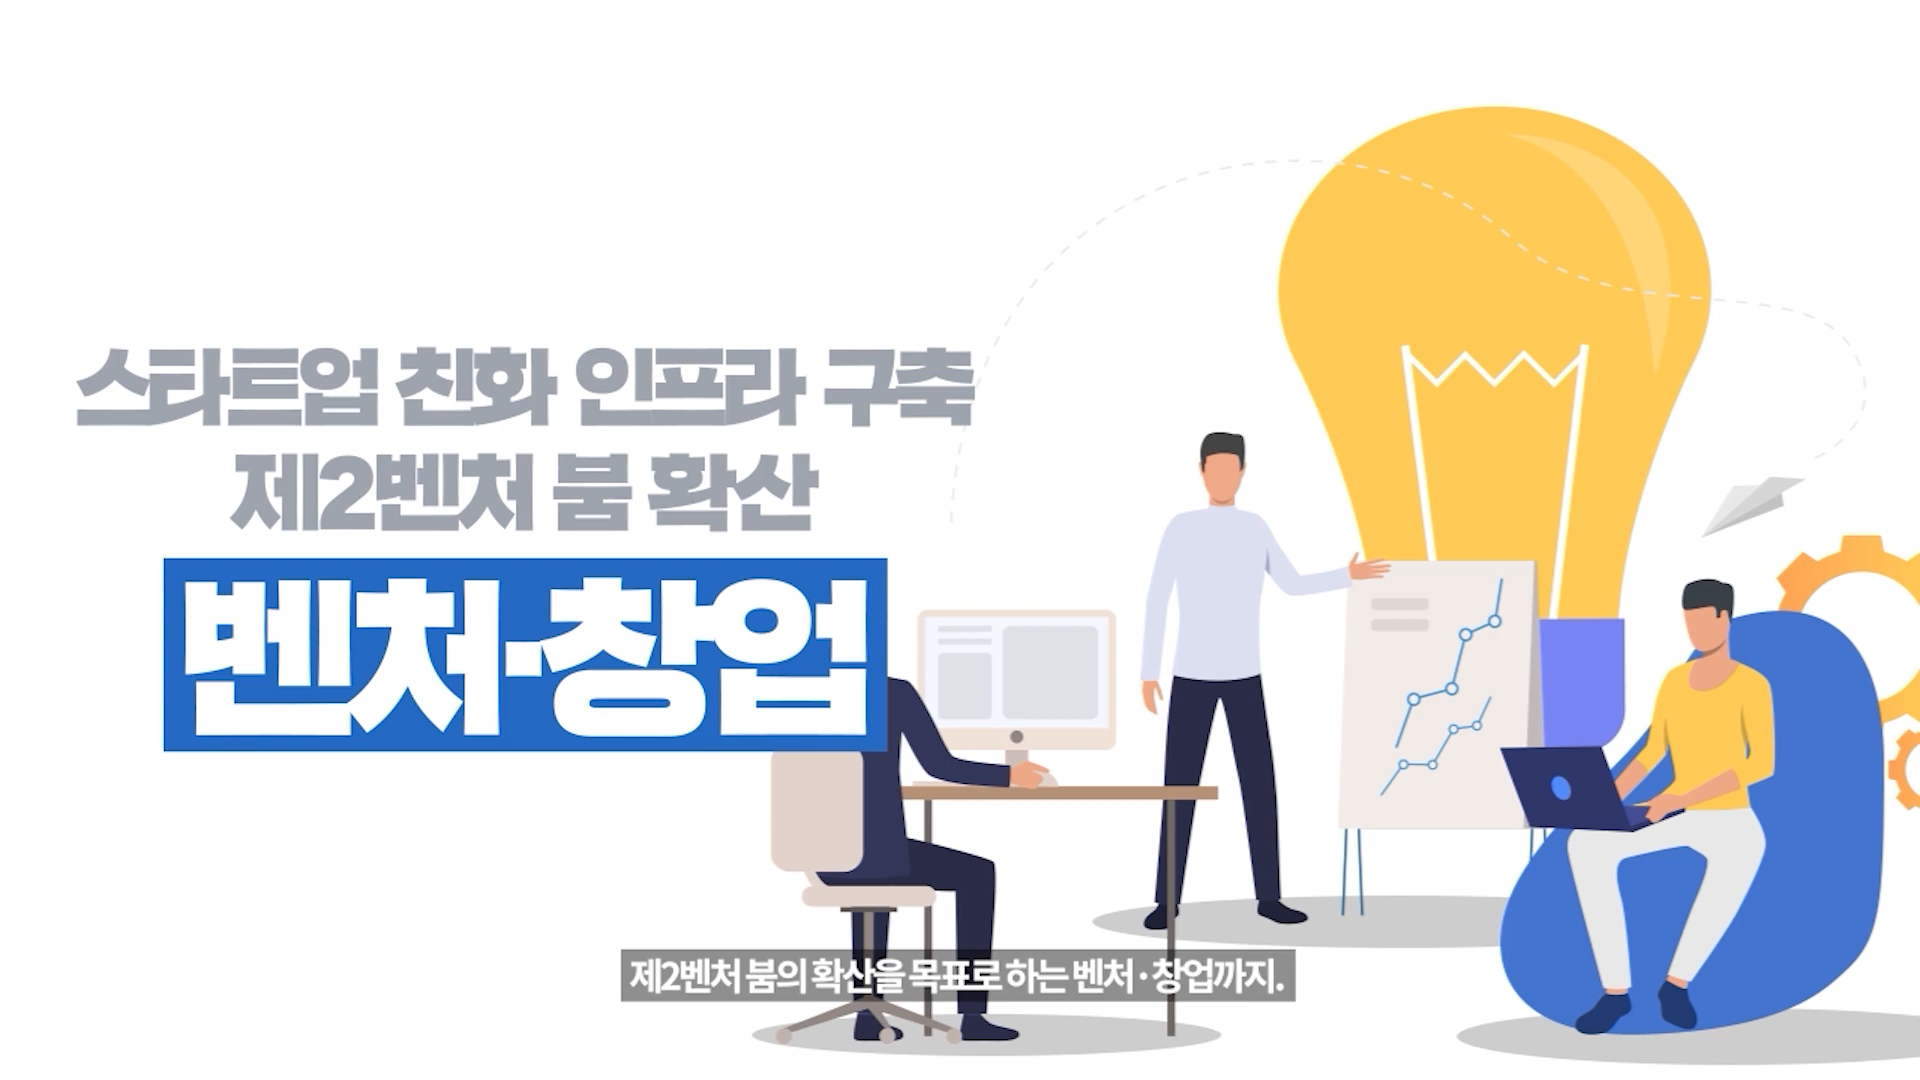 스타트업 친화 인프라 구축
제2벤처 붐 확산
벤처·창업
제2벤처 붐의 확산을 목표로 하는 벤처·창업까지.